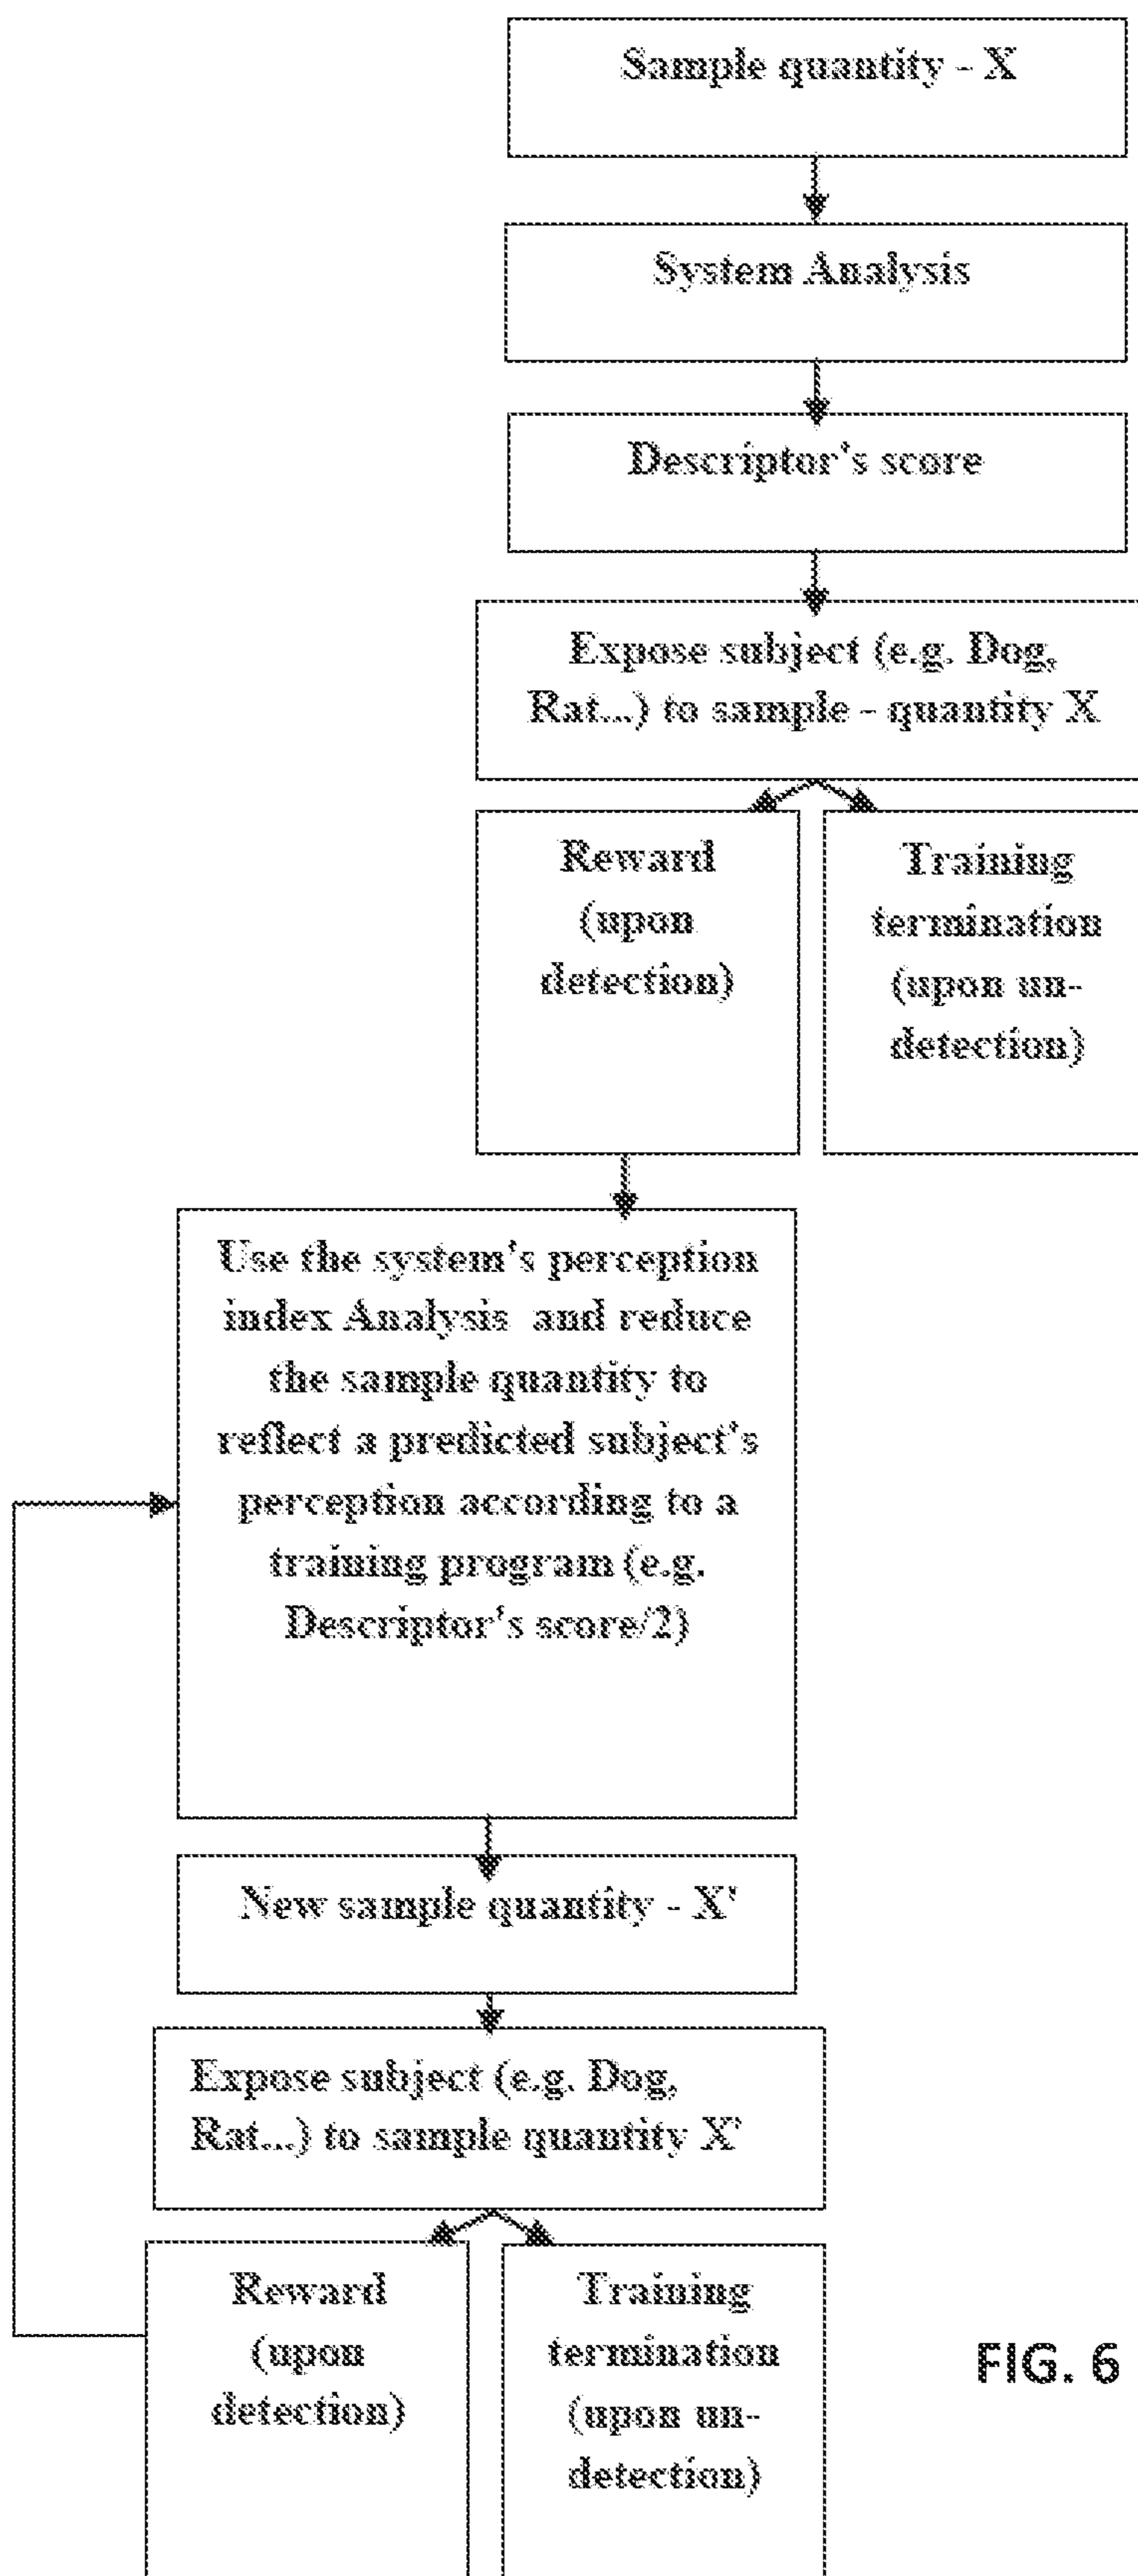 Sample quantity - X
System Analysis
Descriptor's score
Expose subject (e.g. Dog,
Rat...) to sample - quantity X
Reward
(upon
detection)
Training
termination
(upon un-
detection)
Use the system's perception
index Analysis and reduce
the sample quantity to
reflect a predicted subject's
perception according to a
training program (e.g.
Descriptor's score/2)
New sample quantity - X'
Expose subject (e.g. Dog,
Rat...) to sample quantity X'
Reward
(upon
detection)
Training
termination
(upon un-
detection)
FIG. 6